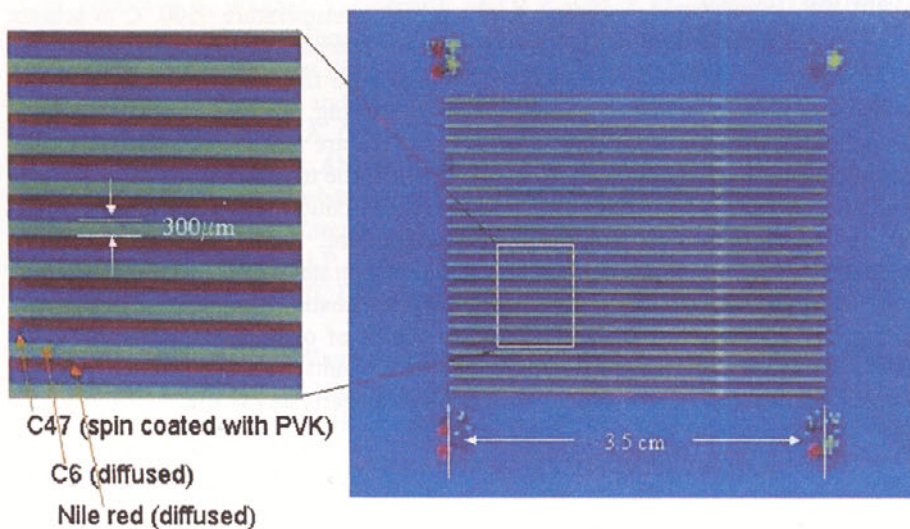 300μm
C47 (spin coated with PVK)
C6 (diffused)
Nile red (diffused)
3.5 cm